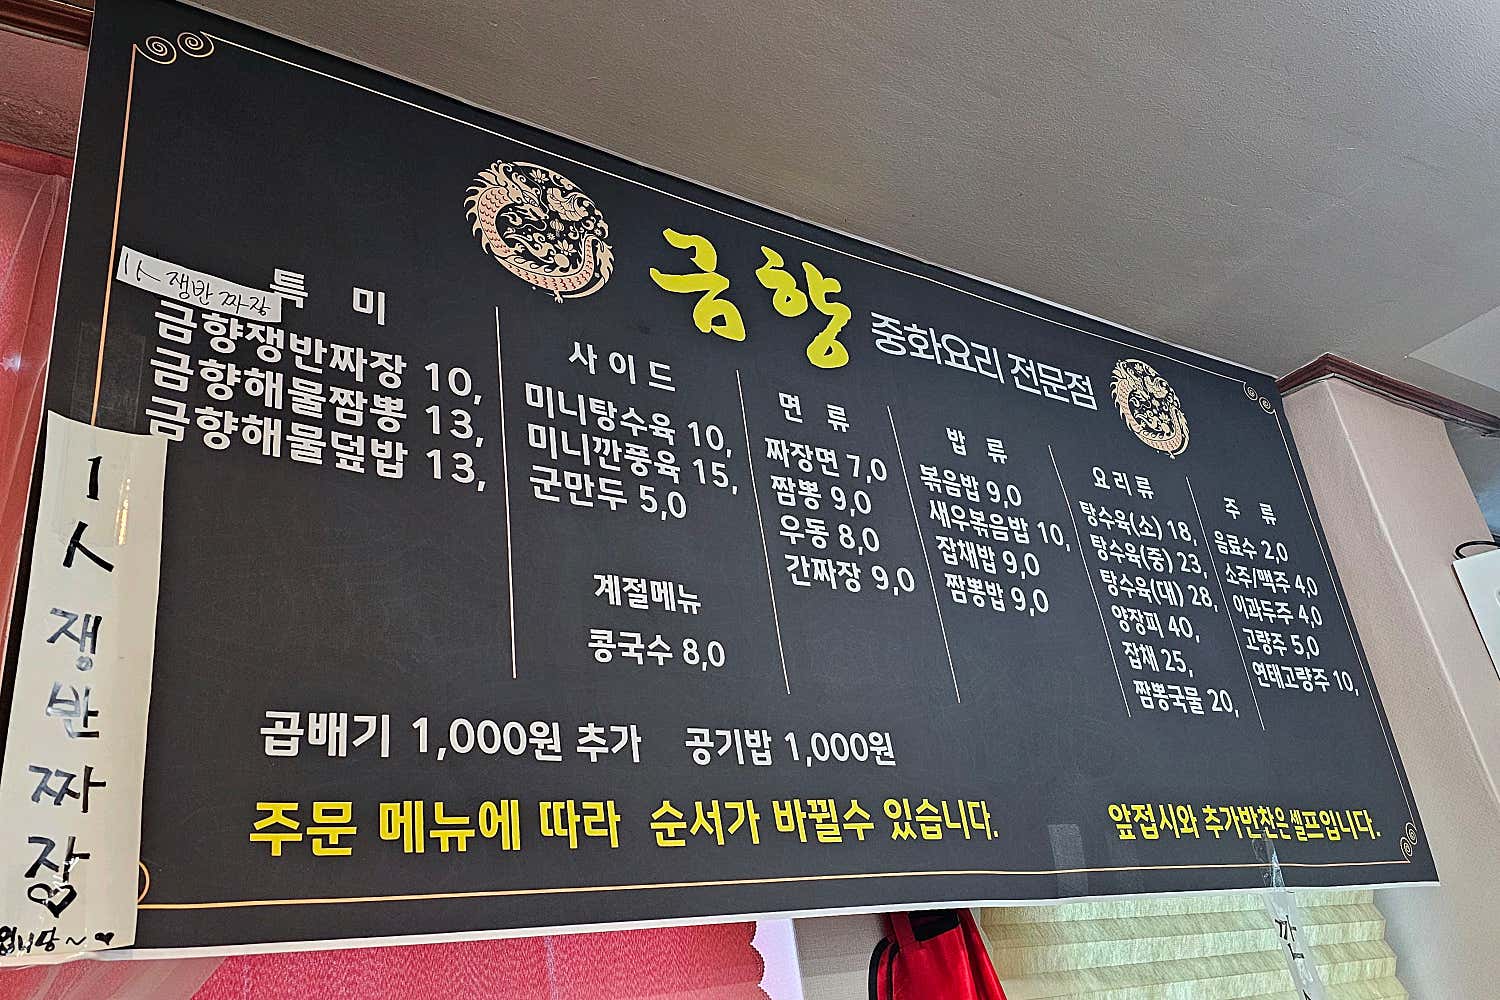 금향 중화요리 전문점
1人 쟁반짜장
특 미
금향쟁반짜장 10,
금향해물짬뽕 13,
금향해물덮밥 13,
사이드
미니탕수육 10,
미니깐풍육 15,
군만두 5,0
계절메뉴
콩국수 8,0
면 류
짜장면 7,0
짬뽕 9,0
우동 8,0
간짜장 9,0
밥 류
볶음밥 9,0
새우볶음밥 10,
잡채밥 9,0
짬뽕밥 9,0
요리류
탕수육(소) 18,
탕수육(중) 23,
탕수육(대) 28,
양장피 40,
잡채 25,
짬뽕국물 20,
주 류
음료수 2,0
소주/맥주 4,0
이과두주 4,0
고량주 5,0
연태고량주 10,
곱배기 1,000원 추가 공기밥 1,000원
주문 메뉴에 따라 순서가 바뀔수 있습니다.
앞접시와 추가반찬은 셀프입니다.
1
人
쟁
반
짜
장